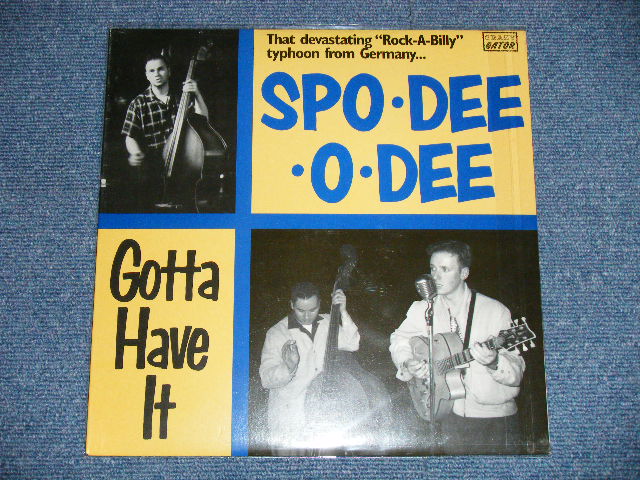 That devastating “Rock-A-Billy”
typhoon from Germany...
CRAZY
GATOR
SPO•DEE
•O•DEE
Gotta
Have
It